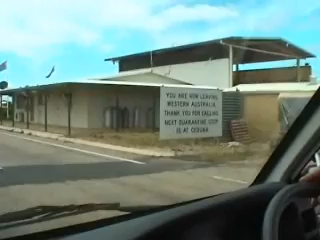 YOU ARE NOW LEAVING
WESTERN AUSTRALIA.
THANK YOU FOR CALLING
NEXT QUARANTINE STOP
IS AT CEDUNA